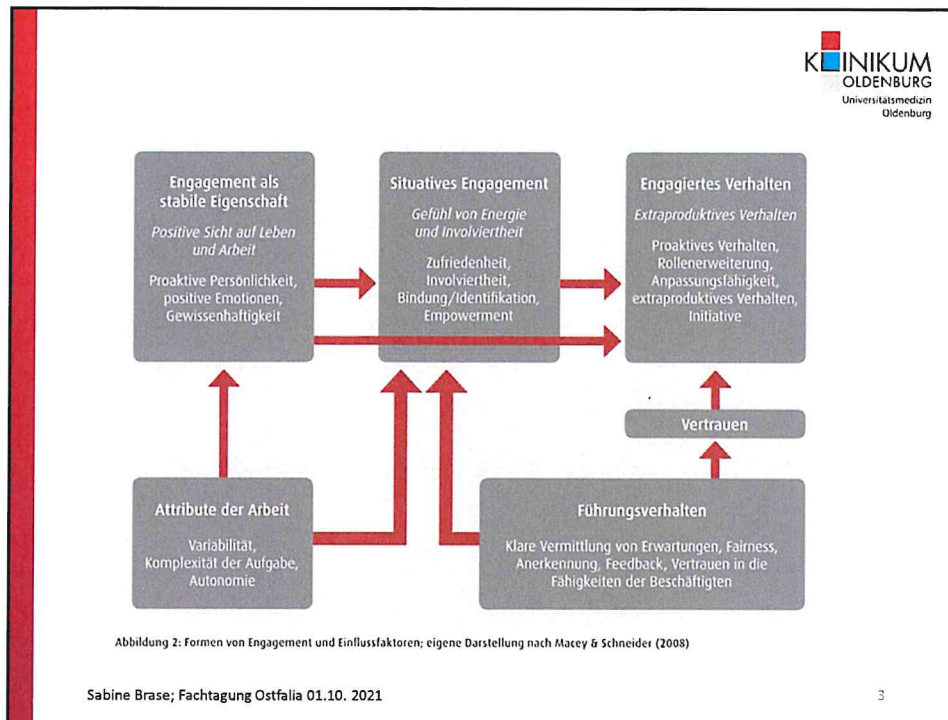 KLINIKUM
OLDENBURG
Universitätsmedizin
Oldenburg
Engagement als
stabile Eigenschaft
Positive Sicht auf Leben
und Arbeit
Proaktive Persönlichkeit,
positive Emotionen,
Gewissenhaftigkeit
Situatives Engagement
Gefühl von Energie
und Involviertheit
Zufriedenheit,
Involviertheit,
Bindung/Identifikation,
Empowerment
Engagiertes Verhalten
Extraproduktives Verhalten
Proaktives Verhalten,
Rollenerweiterung,
Anpassungsfähigkeit,
extraproduktives Verhalten,
Initiative
Vertrauen
Attribute der Arbeit
Variabilität,
Komplexität der Aufgabe,
Autonomie
Führungsverhalten
Klare Vermittlung von Erwartungen, Fairness,
Anerkennung, Feedback, Vertrauen in die
Fähigkeiten der Beschäftigten
Abbildung 2: Formen von Engagement und Einflussfaktoren; eigene Darstellung nach Macey & Schneider (2008)
Sabine Brase; Fachtagung Ostfalia 01.10. 2021
3